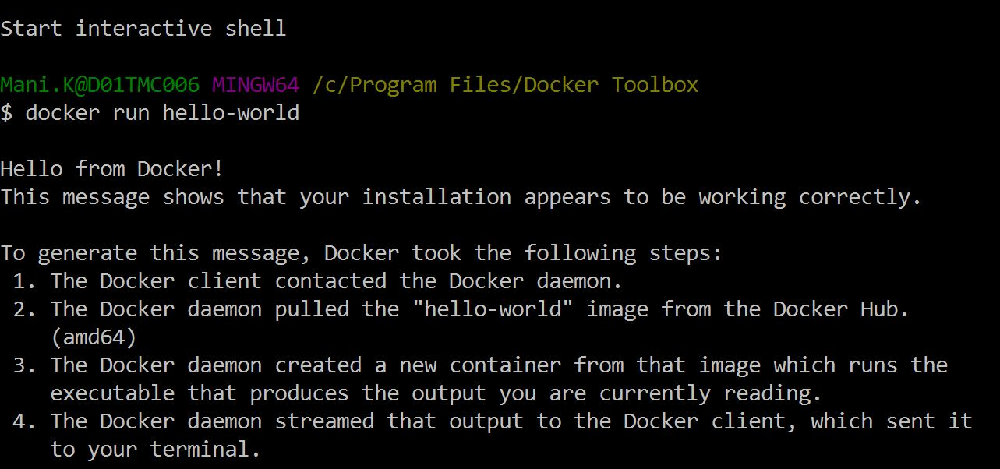 Start interactive shell
Mani.K@D01TMC006 MINGW64 /c/Program Files/Docker Toolbox
$ docker run hello-world
Hello from Docker!
This message shows that your installation appears to be working correctly.
To generate this message, Docker took the following steps:
1. The Docker client contacted the Docker daemon.
2. The Docker daemon pulled the "hello-world" image from the Docker Hub.
(amd64)
3. The Docker daemon created a new container from that image which runs the
executable that produces the output you are currently reading.
4. The Docker daemon streamed that output to the Docker client, which sent it
to your terminal.